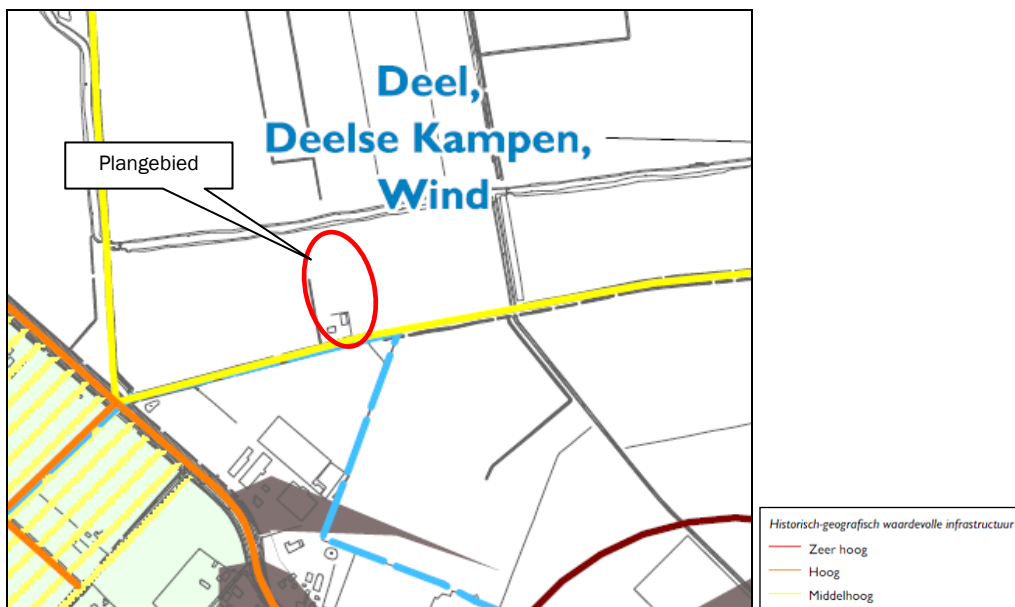 Deel,
Deelse Kampen,
Wind
Plangebied
Historisch-geografisch waardevolle infrastructuur
Zeer hoog
Hoog
Middelhoog